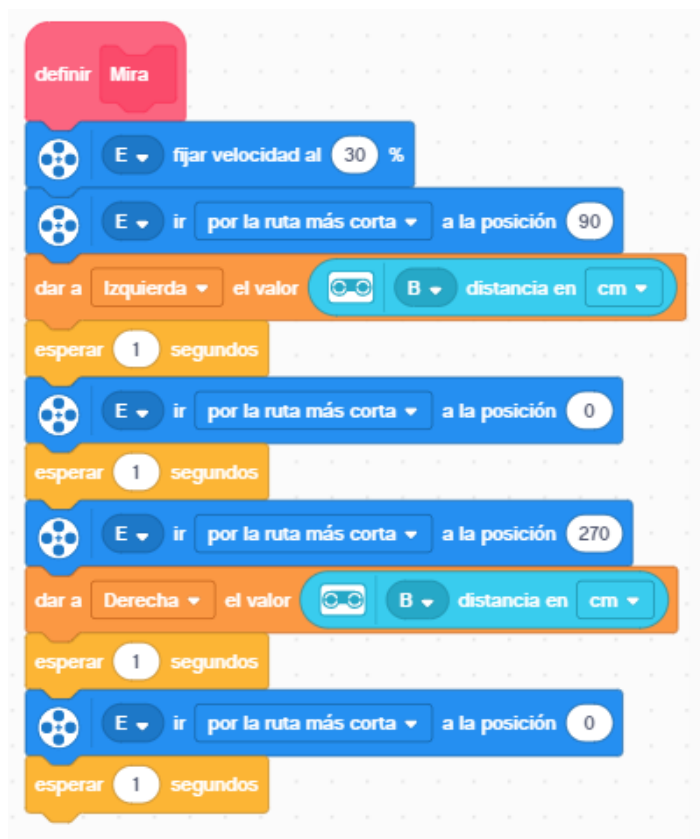 definir Mira
E fijar velocidad al 30 %
E ir por la ruta más corta a la posición 90
dar a Izquierda el valor B distancia en cm
esperar 1 segundos
E ir por la ruta más corta a la posición 0
esperar 1 segundos
E ir por la ruta más corta a la posición 270
dar a Derecha el valor B distancia en cm
esperar 1 segundos
E ir por la ruta más corta a la posición 0
esperar 1 segundos